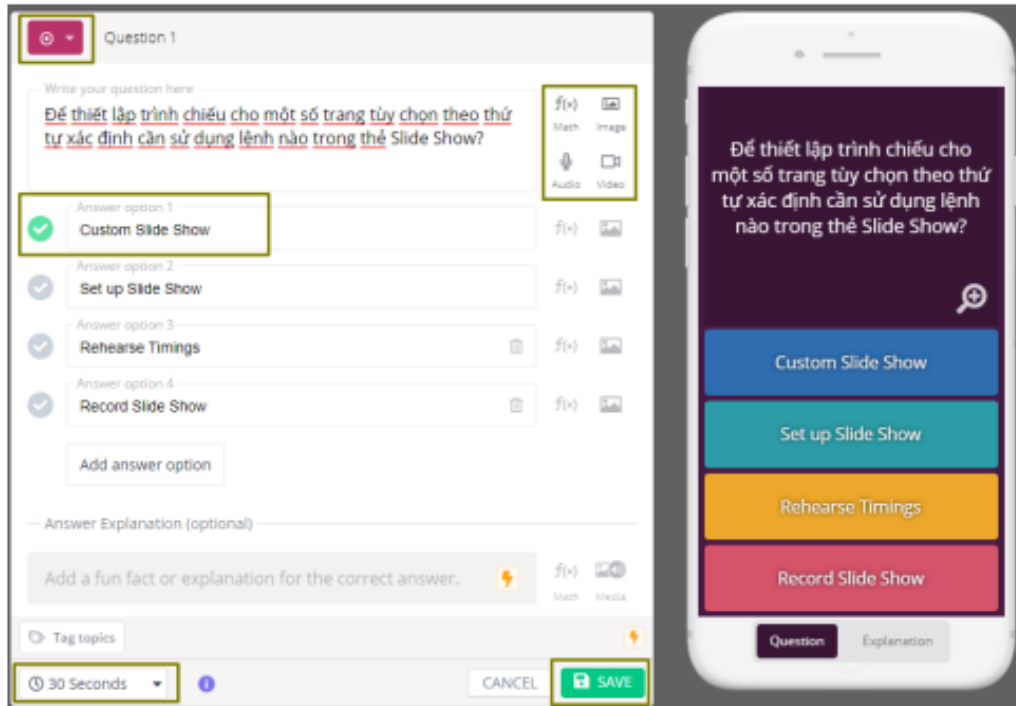 Question 1
Write your question here
Để thiết lập trình chiếu cho một số trang tùy chọn theo thứ
tự xác định cần sử dụng lệnh nào trong thẻ Slide Show?
f(x)
Math Image
Audio Video
Answer option 1
Custom Slide Show
f(x)
Answer option 2
Set up Slide Show
f(x)
Answer option 3
Rehearse Timings
f(x)
Answer option 4
Record Slide Show
f(x)
Add answer option
Answer Explanation (optional)
Add a fun fact or explanation for the correct answer.
f(x)
Math Media
Tag topics
30 Seconds
CANCEL
SAVE
Để thiết lập trình chiếu cho
một số trang tùy chọn theo thứ
tự xác định cần sử dụng lệnh
nào trong thẻ Slide Show?
Custom Slide Show
Set up Slide Show
Rehearse Timings
Record Slide Show
Question Explanation